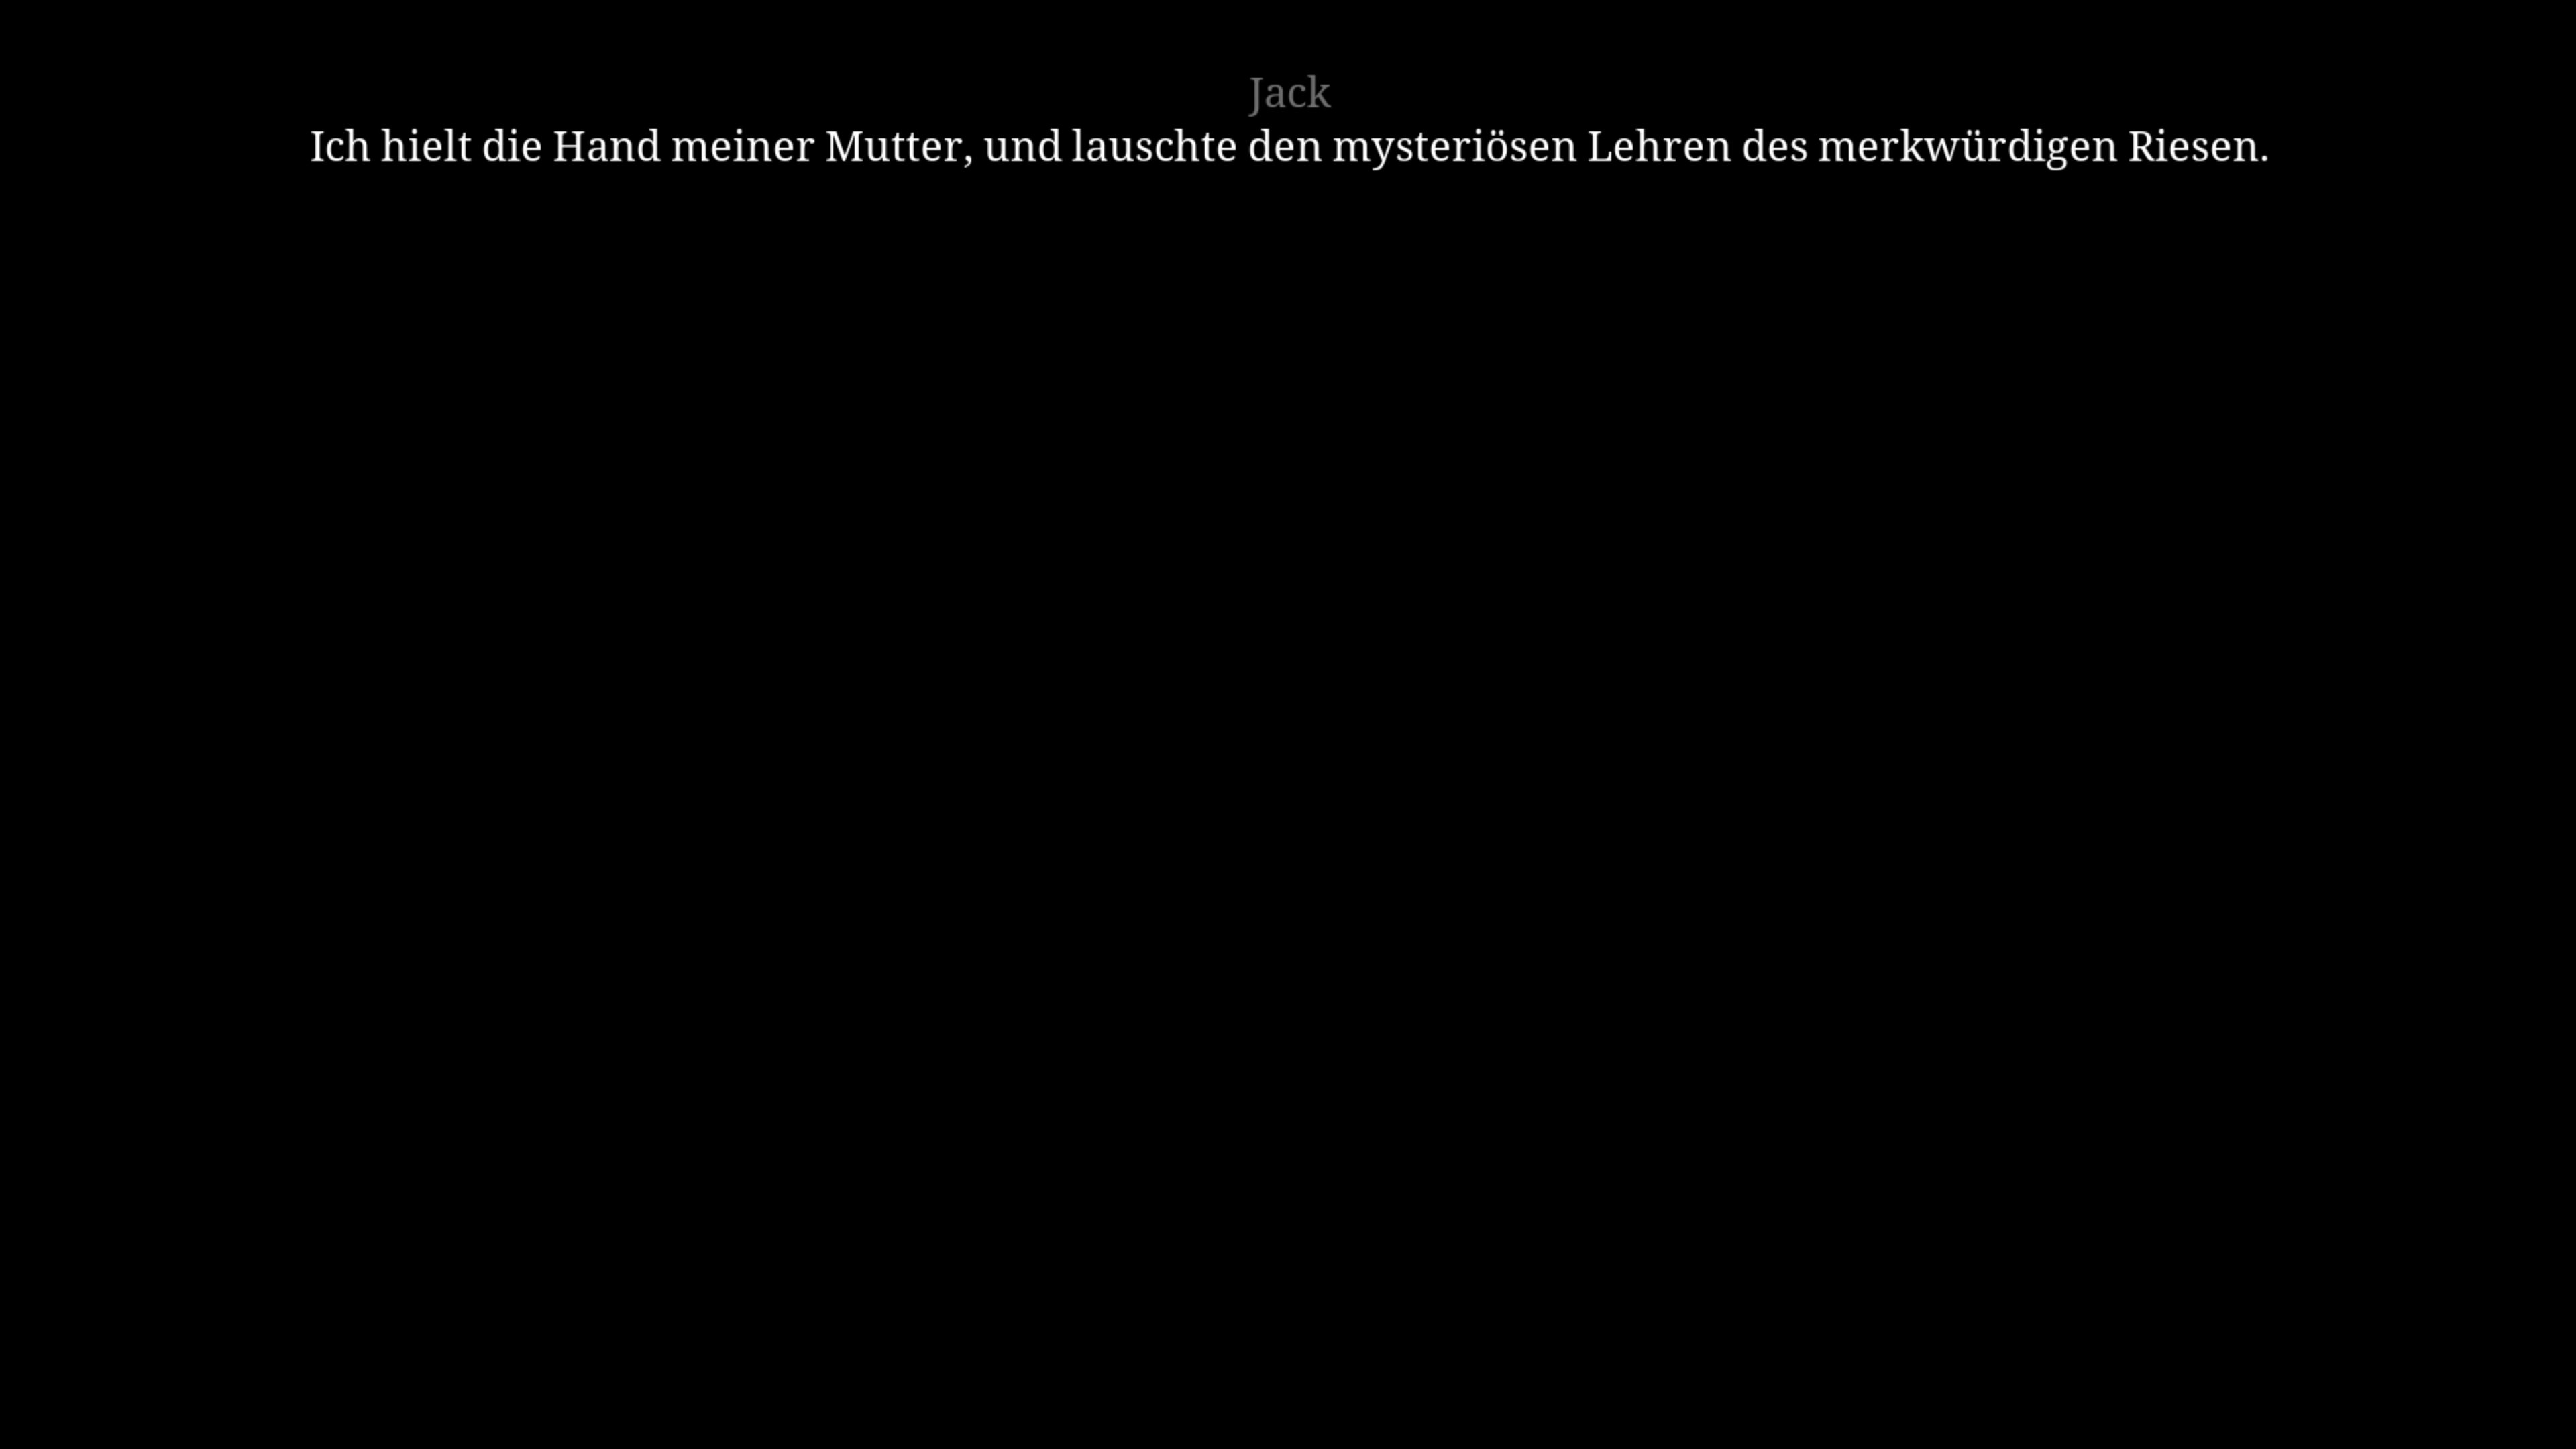 Jack
Ich hielt die Hand meiner Mutter, und lauschte den mysteriösen Lehren des merkwürdigen Riesen.